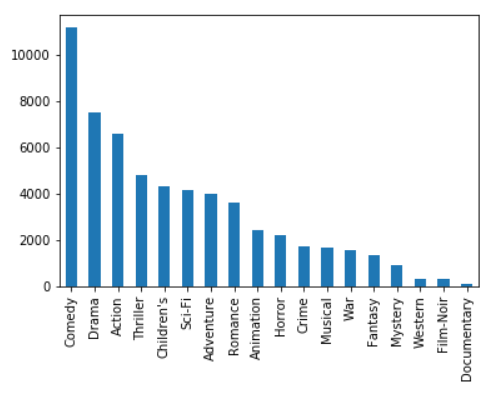 10000
8000
6000
4000
2000
0
Comedy
Drama
Action
Thriller
Children's
Sci-Fi
Adventure
Romance
Animation
Horror
Crime
Musical
War
Fantasy
Mystery
Western
Film-Noir
Documentary